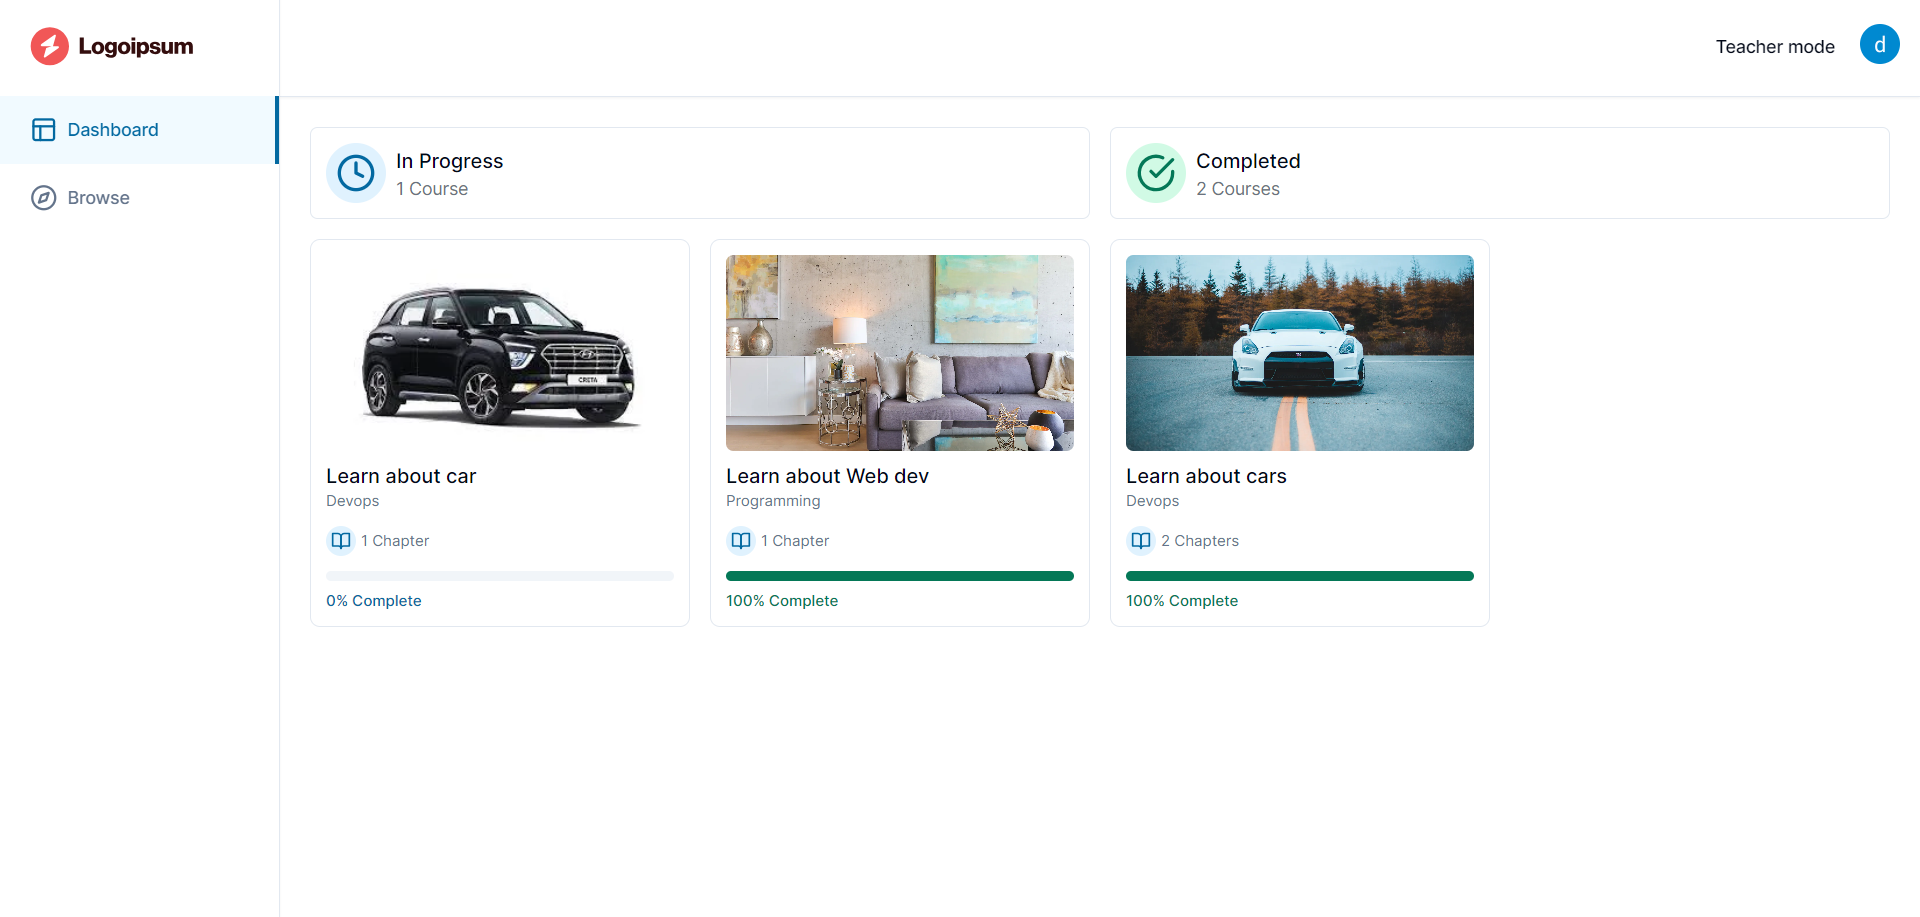 Logoipsum
Teacher mode
d
Dashboard
Browse
In Progress
1 Course
Completed
2 Courses
CRETA
Learn about car
Devops
1 Chapter
0% Complete
Learn about Web dev
Programming
1 Chapter
100% Complete
Learn about cars
Devops
2 Chapters
100% Complete